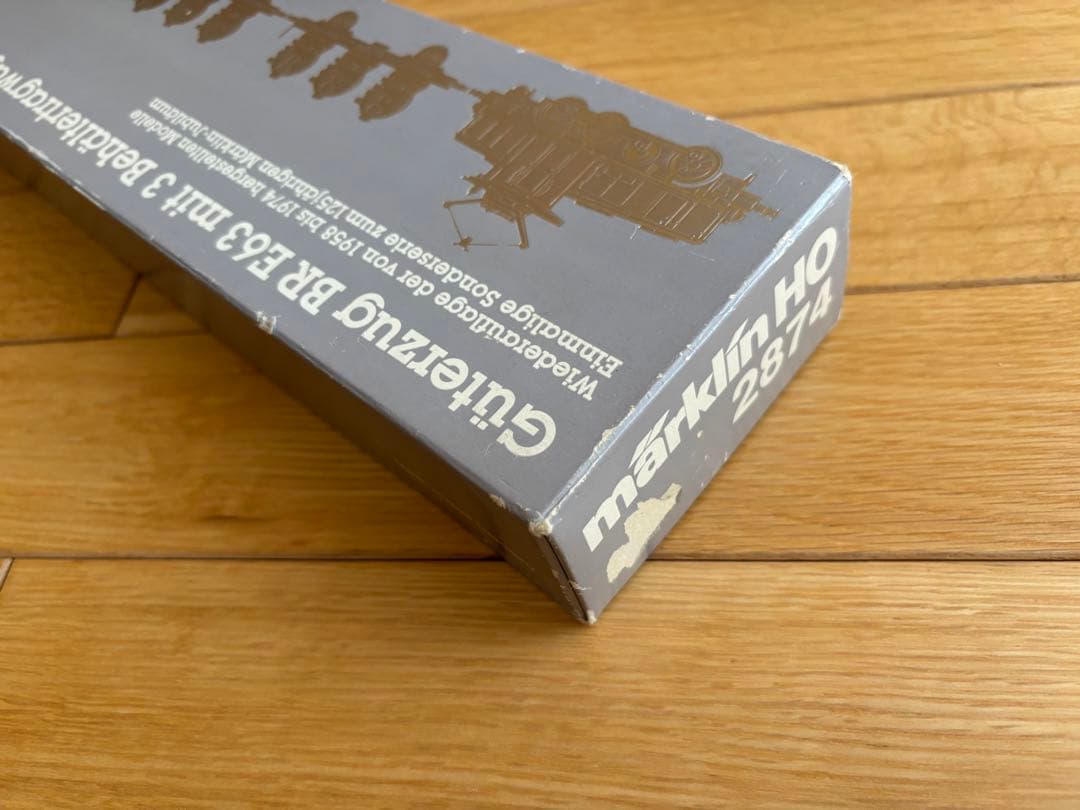 Güterzug BR E63 mit 3 Behältertragwa
Wiederauflage der von 1958 bis 1974 hergestellten Modelle
Einmalige Sonderserie zum 125jährigen Märklin-Jubiläum
märklin HO
2874